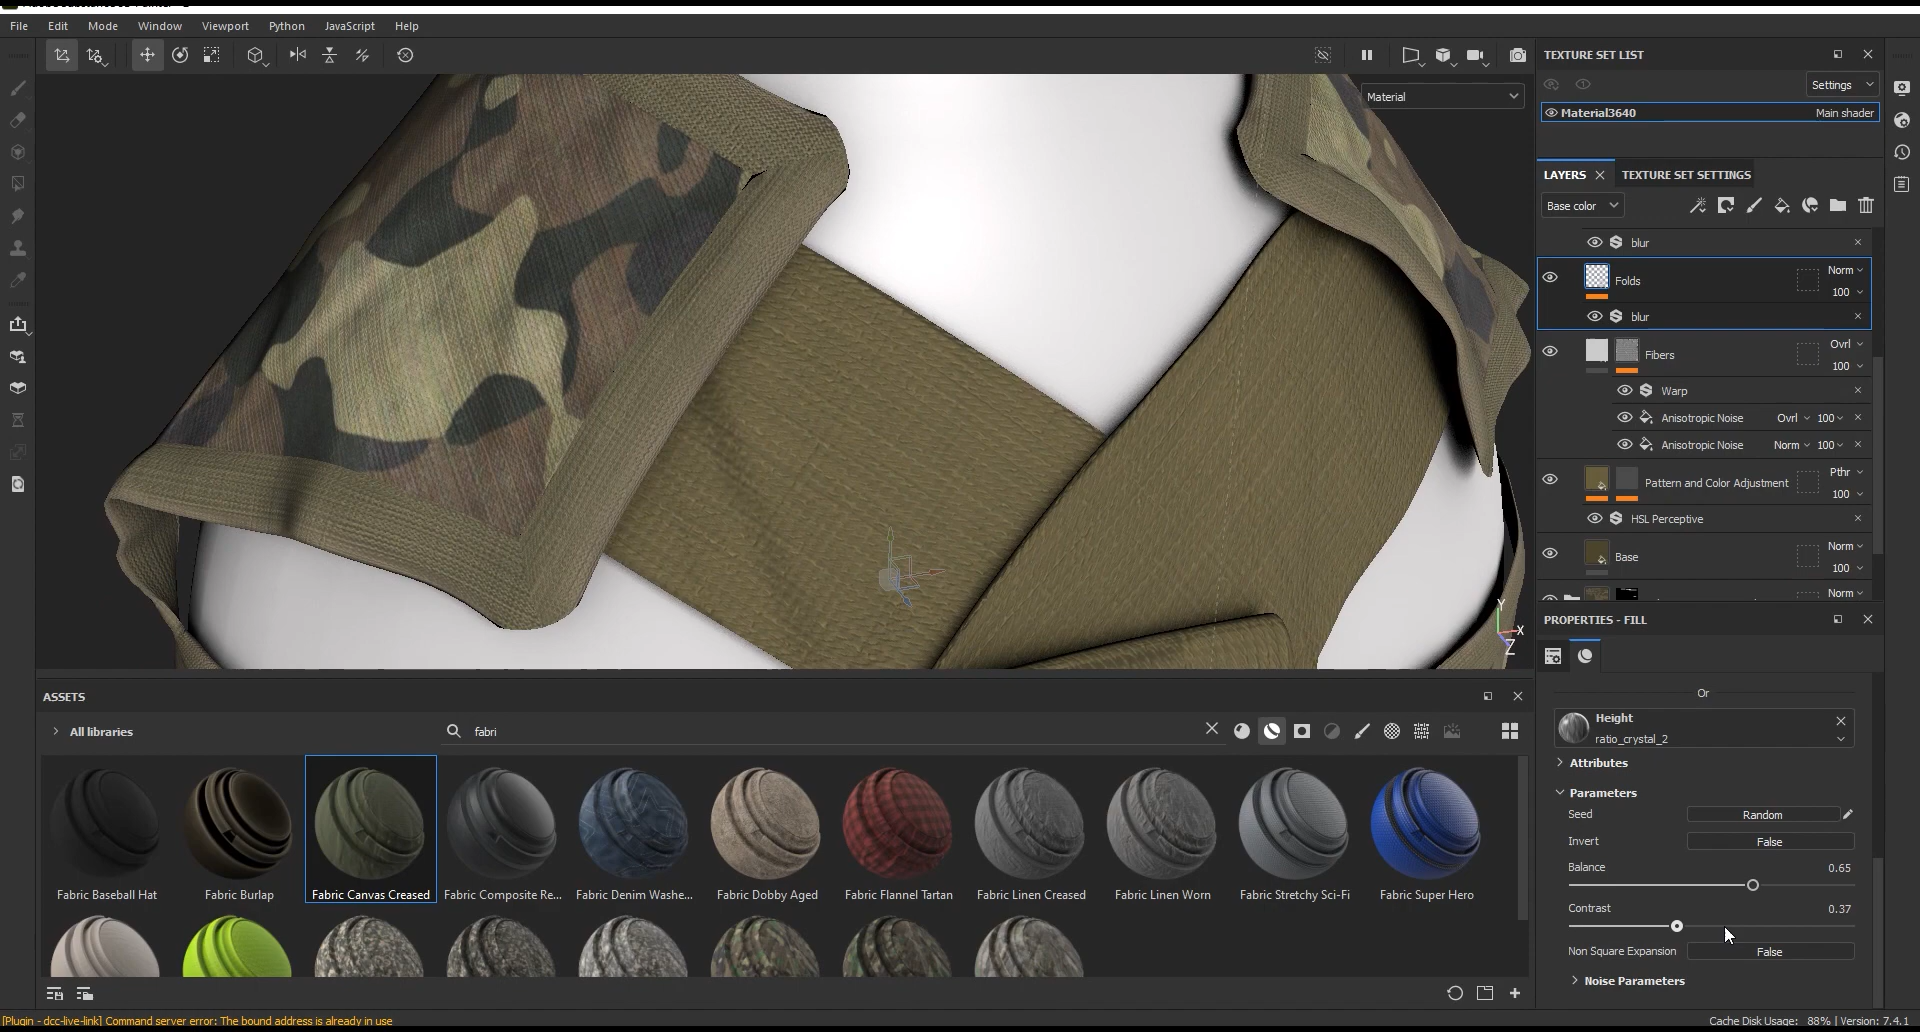 File Edit Mode Window Viewport Python JavaScript Help
Material
TEXTURE SET LIST
Settings
Material3640 Main shader
LAYERS TEXTURE SET SETTINGS
Base color
blur
Norm
Folds
100
blur
Ovrl
Fibers
100
Warp
Anisotropic Noise Ovrl 100
Anisotropic Noise Norm 100
Pthr
Pattern and Color Adjustment
100
HSL Perceptive
Norm
Base
100
Norm
Y
X
Z
PROPERTIES - FILL
Or
Height
ratio_crystal_2
Attributes
Parameters
Seed Random
Invert False
Balance 0.65
Contrast 0.37
Non Square Expansion False
Noise Parameters
ASSETS
All libraries fabri
Fabric Baseball Hat Fabric Burlap Fabric Canvas Creased Fabric Composite Re... Fabric Denim Washe... Fabric Dobby Aged Fabric Flannel Tartan Fabric Linen Creased Fabric Linen Worn Fabric Stretchy Sci-Fi Fabric Super Hero
[Plugin - dcc-live-link] Command server error: The bound address is already in use
Cache Disk Usage: 88% | Version: 7.4.1